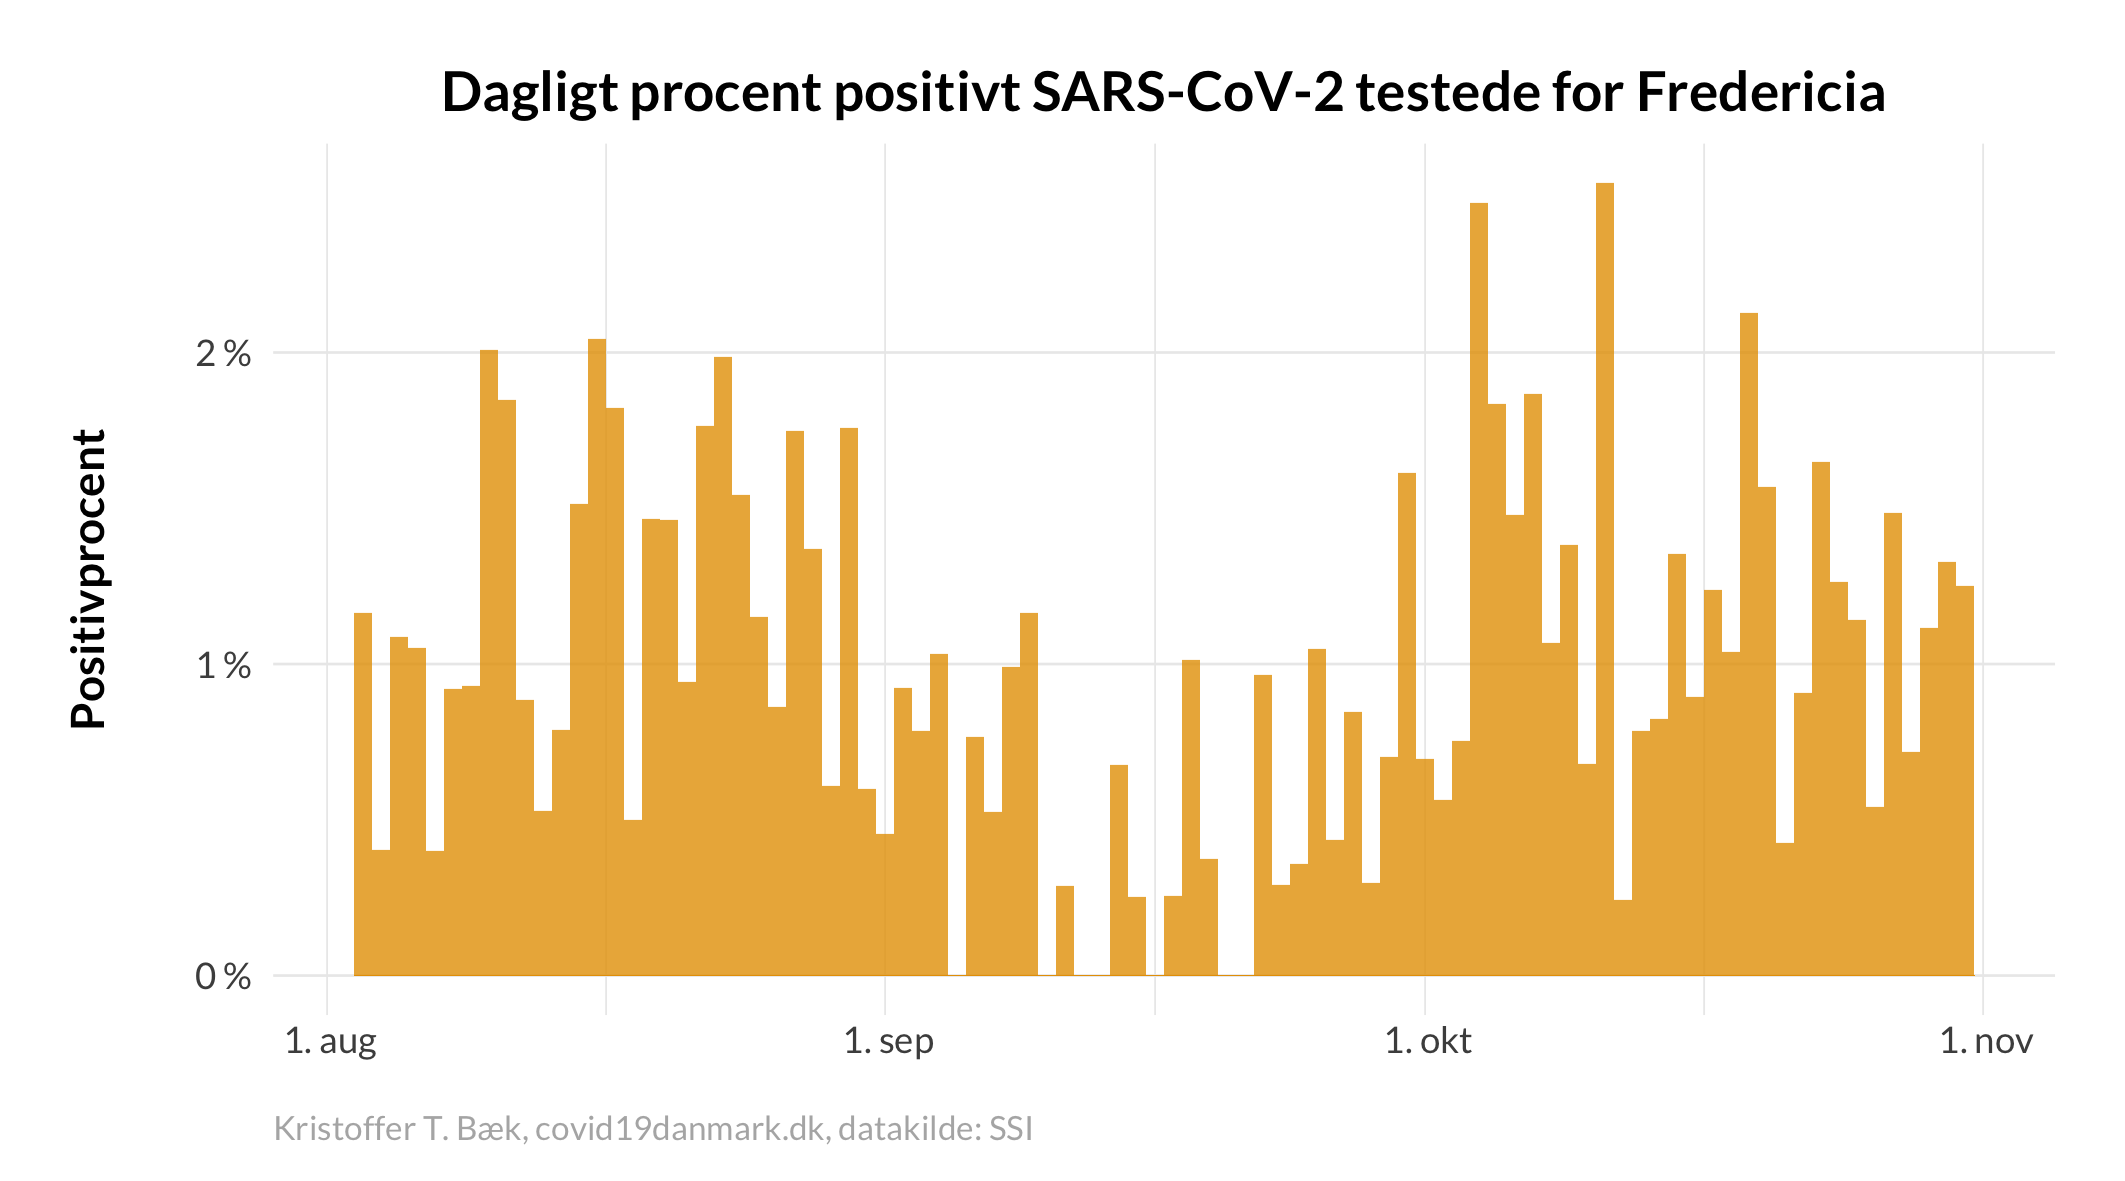 Dagligt procent positivt SARS-CoV-2 testede for Fredericia
Positivprocent
2 %
1 %
0 %
1. aug
1. sep
1. okt
1. nov
Kristoffer T. Bæk, covid19danmark.dk, datakilde: SSI